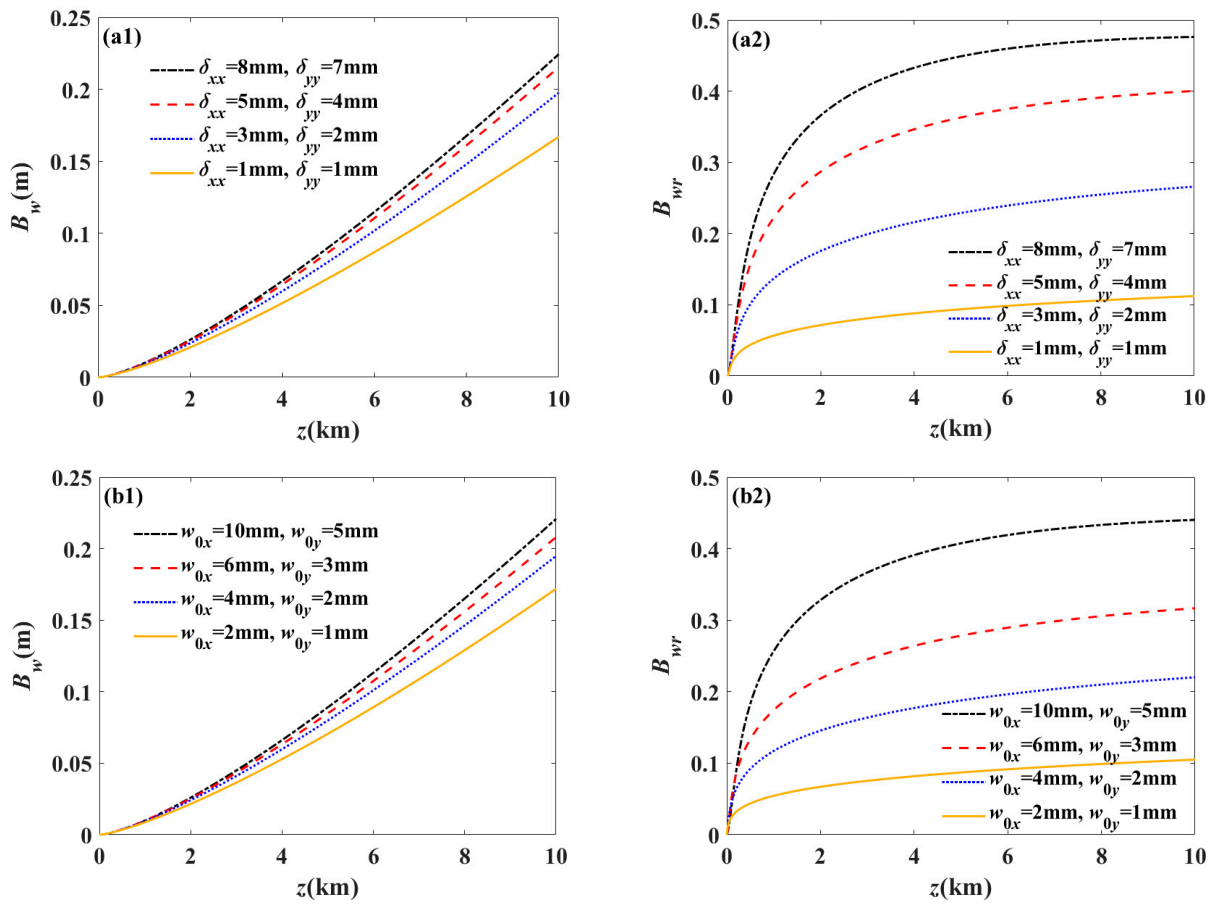 (a1)
δxx=8mm, δyy=7mm
δxx=5mm, δyy=4mm
δxx=3mm, δyy=2mm
δxx=1mm, δyy=1mm
0.25
0.2
0.15
0.1
0.05
0
Bw(m)
0 2 4 6 8 10
z(km)
(a2)
0.5
0.4
0.3
0.2
0.1
0
Bwr
δxx=8mm, δyy=7mm
δxx=5mm, δyy=4mm
δxx=3mm, δyy=2mm
δxx=1mm, δyy=1mm
0 2 4 6 8 10
z(km)
(b1)
w0x=10mm, w0y=5mm
w0x=6mm, w0y=3mm
w0x=4mm, w0y=2mm
w0x=2mm, w0y=1mm
0.25
0.2
0.15
0.1
0.05
0
Bw(m)
0 2 4 6 8 10
z(km)
(b2)
0.5
0.4
0.3
0.2
0.1
0
Bwr
w0x=10mm, w0y=5mm
w0x=6mm, w0y=3mm
w0x=4mm, w0y=2mm
w0x=2mm, w0y=1mm
0 2 4 6 8 10
z(km)